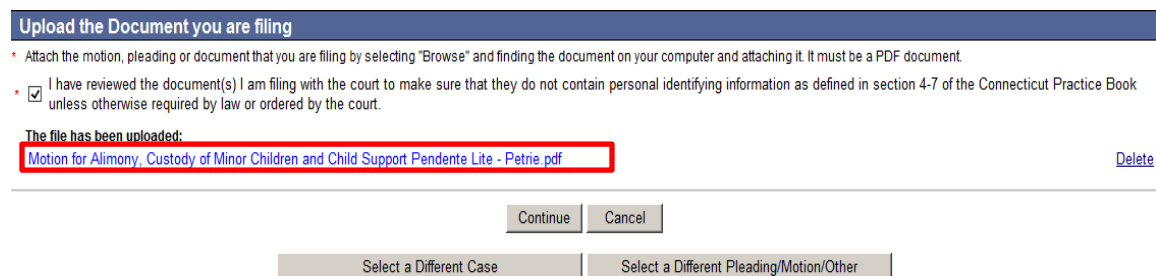 Upload the Document you are filing
* Attach the motion, pleading or document that you are filing by selecting "Browse" and finding the document on your computer and attaching it. It must be a PDF document.
* I have reviewed the document(s) I am filing with the court to make sure that they do not contain personal identifying information as defined in section 4-7 of the Connecticut Practice Book
unless otherwise required by law or ordered by the court.
The file has been uploaded:
Motion for Alimony, Custody of Minor Children and Child Support Pendente Lite - Petrie.pdf Delete
Continue Cancel
Select a Different Case Select a Different Pleading/Motion/Other